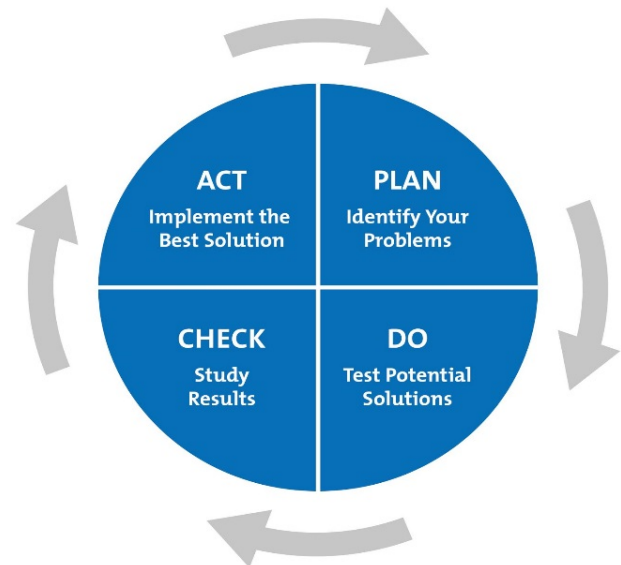 ACT
Implement the
Best Solution
PLAN
Identify Your
Problems
CHECK
Study
Results
DO
Test Potential
Solutions